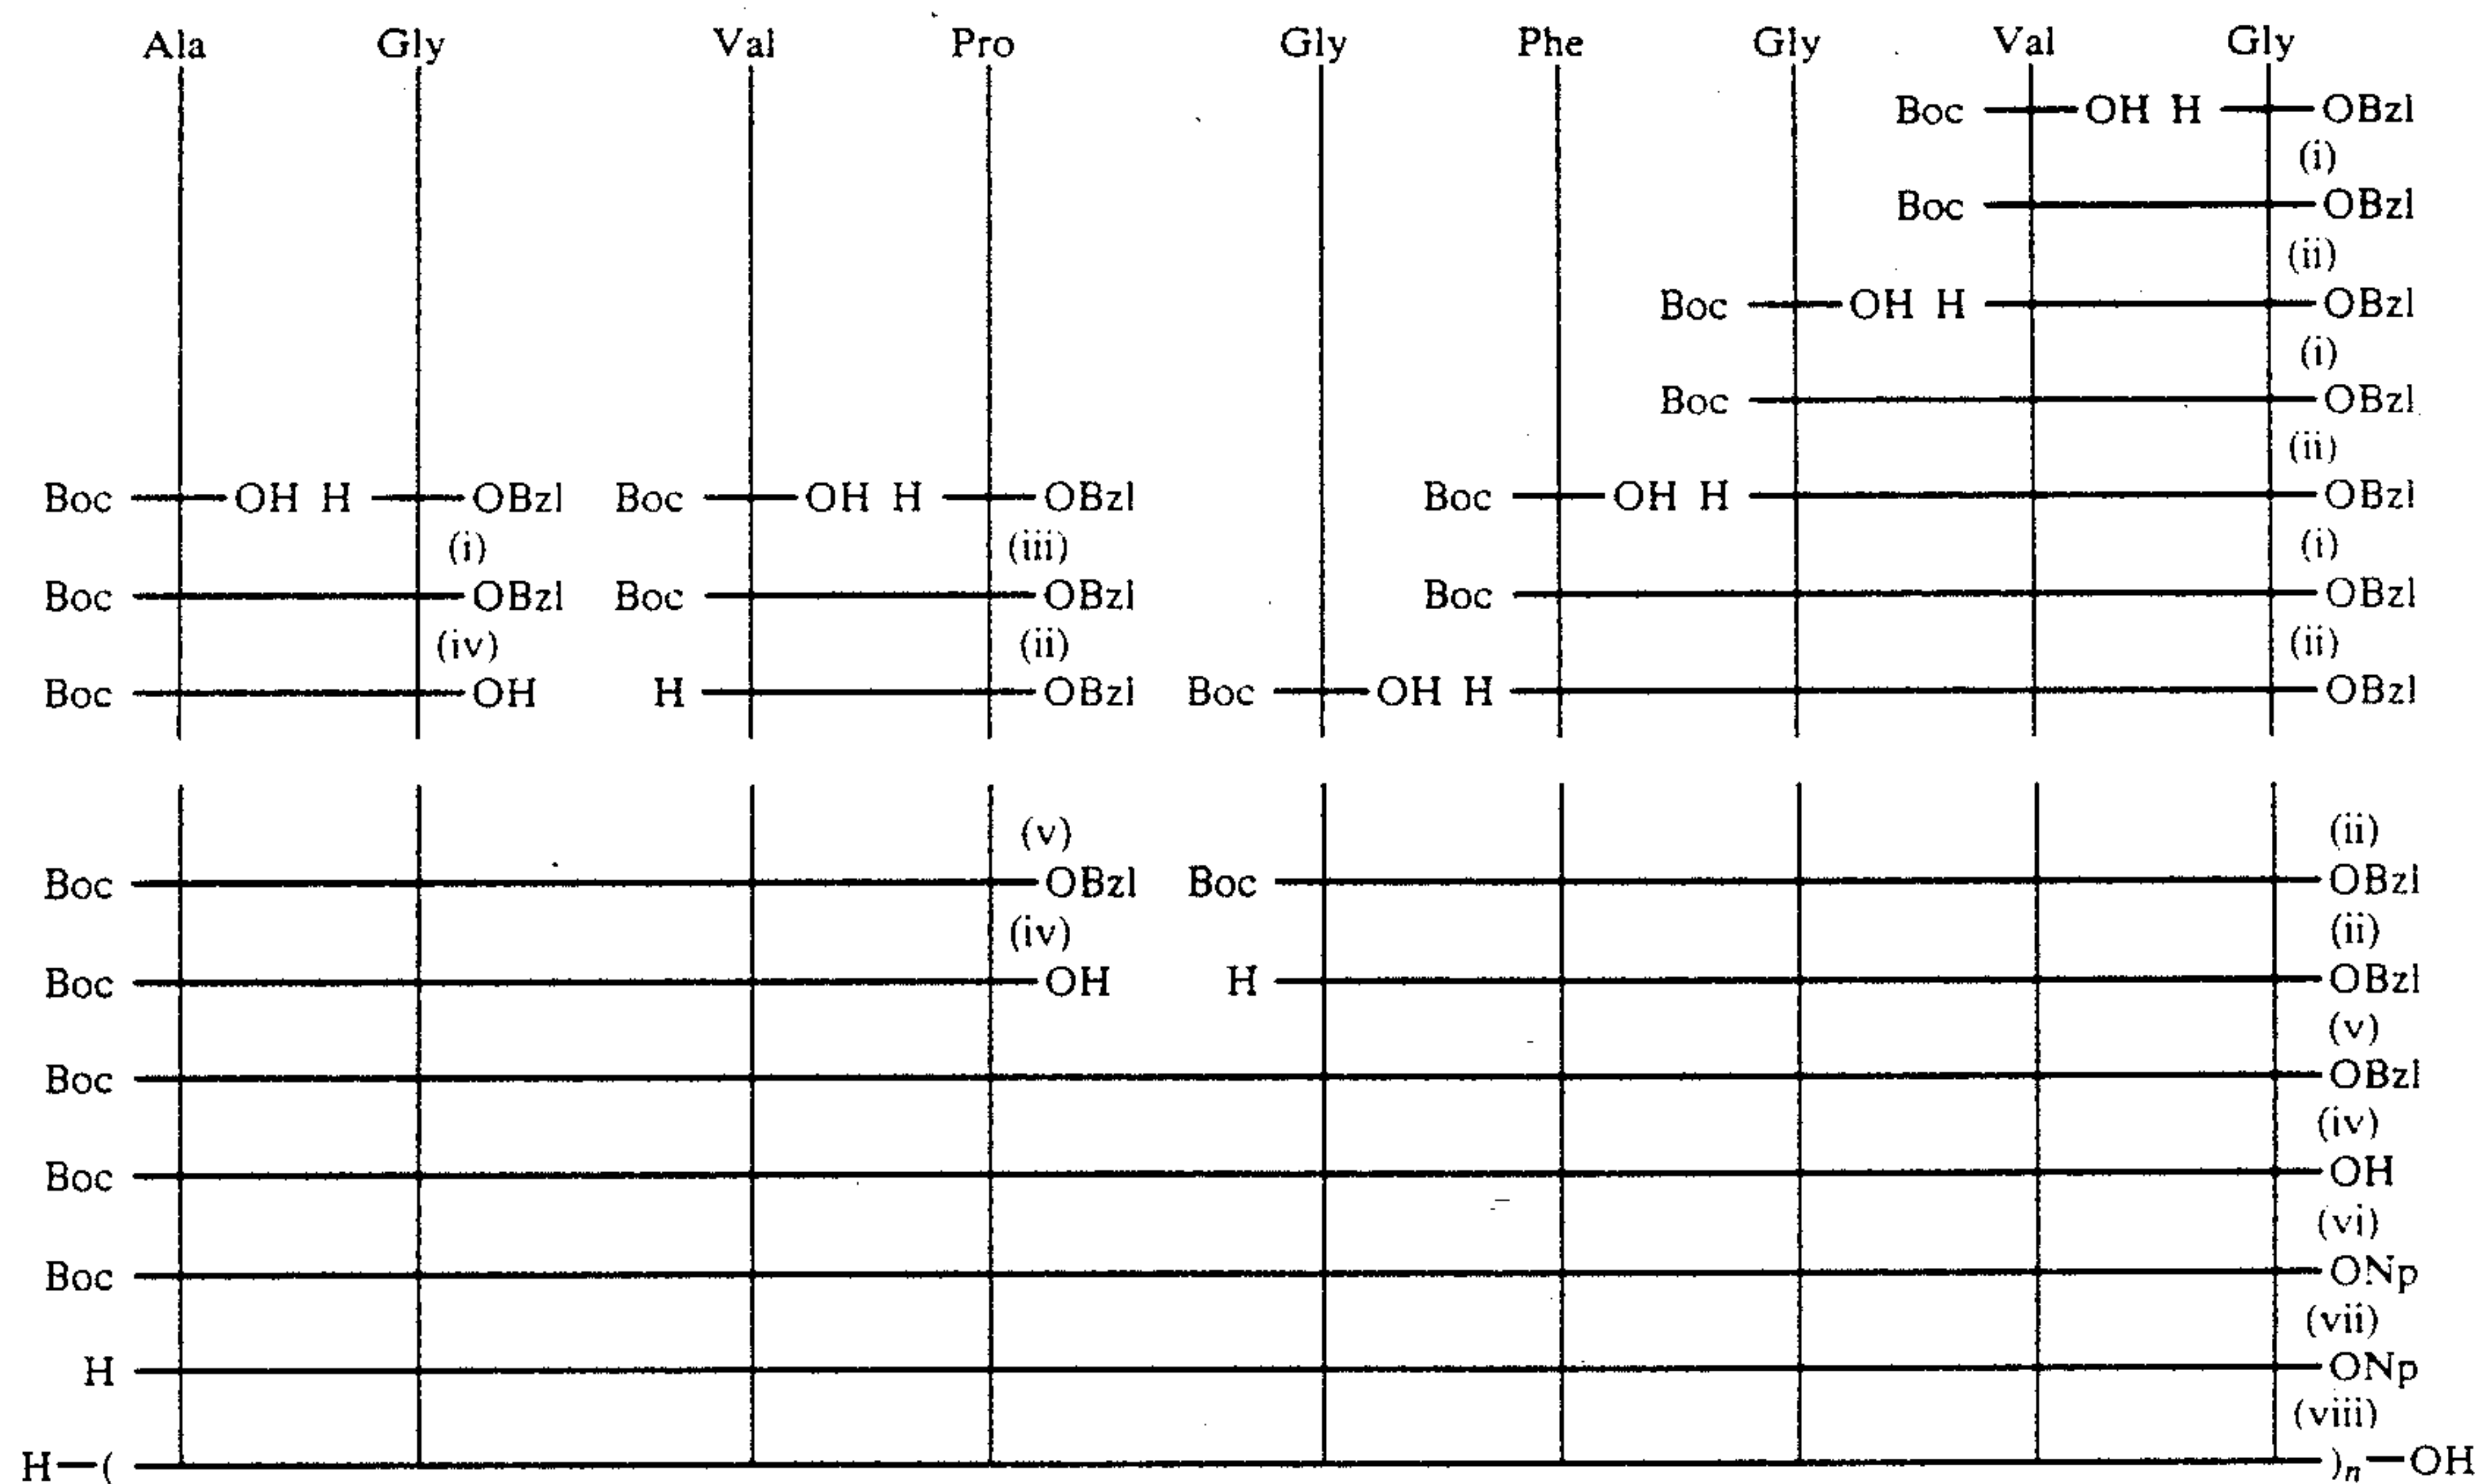 Ala Gly Val Pro Gly Phe Gly Val Gly
Boc OH H OBzl
(i)
Boc OBzl
(ii)
Boc OH H OBzl
(i)
Boc OBzl
(ii)
Boc OH H OBzl Boc OH H OBzl Boc OH H OBzl
(i) (iii) (i)
Boc OBzl Boc OBzl Boc OBzl
(iv) (ii) (ii)
Boc OH H OBzl Boc OH H OBzl
(v) (ii)
Boc OBzl Boc OBzl
(iv) (ii)
Boc OH H OBzl
(v)
Boc OBzl
(iv)
Boc OH
(vi)
Boc ONp
(vii)
H ONp
(viii)
H—( )n—OH